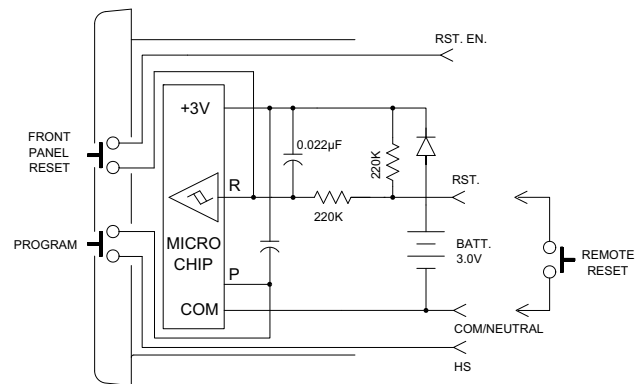 RST. EN.
+3V
FRONT
PANEL
RESET
0.022µF
220K
R
RST.
220K
PROGRAM
MICRO
CHIP
BATT.
3.0V
REMOTE
RESET
P
COM
COM/NEUTRAL
HS